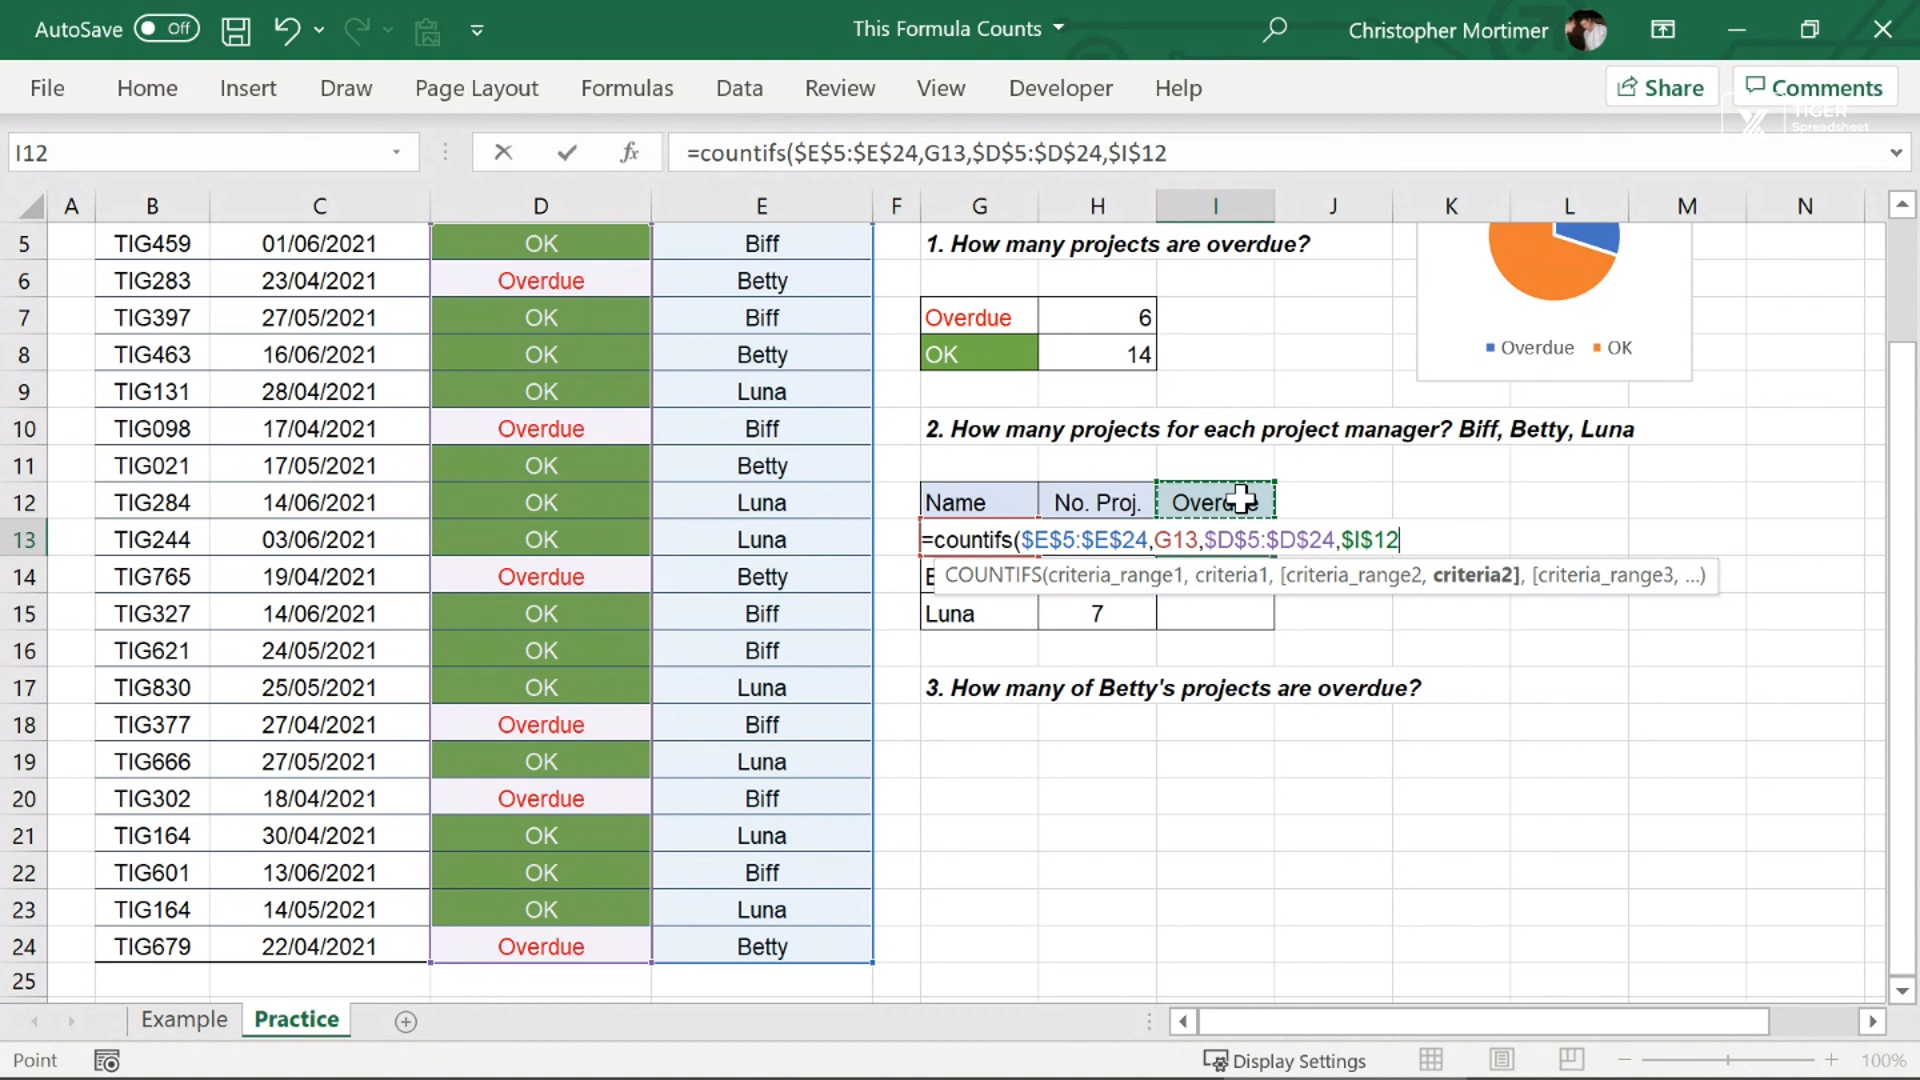 AutoSave Off This Formula Counts Christopher Mortimer
File Home Insert Draw Page Layout Formulas Data Review View Developer Help Share Comments
TIGER
Spreadsheet
I12 fx =countifs($E$5:$E$24,G13,$D$5:$D$24,$I$12
A B C D E F G H I J K L M N
5 TIG459 01/06/2021 OK Biff 1. How many projects are overdue?
6 TIG283 23/04/2021 Overdue Betty
7 TIG397 27/05/2021 OK Biff Overdue 6
8 TIG463 16/06/2021 OK Betty OK 14 Overdue OK
9 TIG131 28/04/2021 OK Luna
10 TIG098 17/04/2021 Overdue Biff 2. How many projects for each project manager? Biff, Betty, Luna
11 TIG021 17/05/2021 OK Betty
12 TIG284 14/06/2021 OK Luna Name No. Proj.
13 TIG244 03/06/2021 OK Luna =countifs($E$5:$E$24,G13,$D$5:$D$24,$I$12
14 TIG765 19/04/2021 Overdue Betty COUNTIFS(criteria_range1, criteria1, [criteria_range2, criteria2], [criteria_range3, ...)
15 TIG327 14/06/2021 OK Biff Luna 7
16 TIG621 24/05/2021 OK Biff
17 TIG830 25/05/2021 OK Luna 3. How many of Betty's projects are overdue?
18 TIG377 27/04/2021 Overdue Biff
19 TIG666 27/05/2021 OK Luna
20 TIG302 18/04/2021 Overdue Biff
21 TIG164 30/04/2021 OK Luna
22 TIG601 13/06/2021 OK Biff
23 TIG164 14/05/2021 OK Luna
24 TIG679 22/04/2021 Overdue Betty
25
Example Practice
Point Display Settings 100%